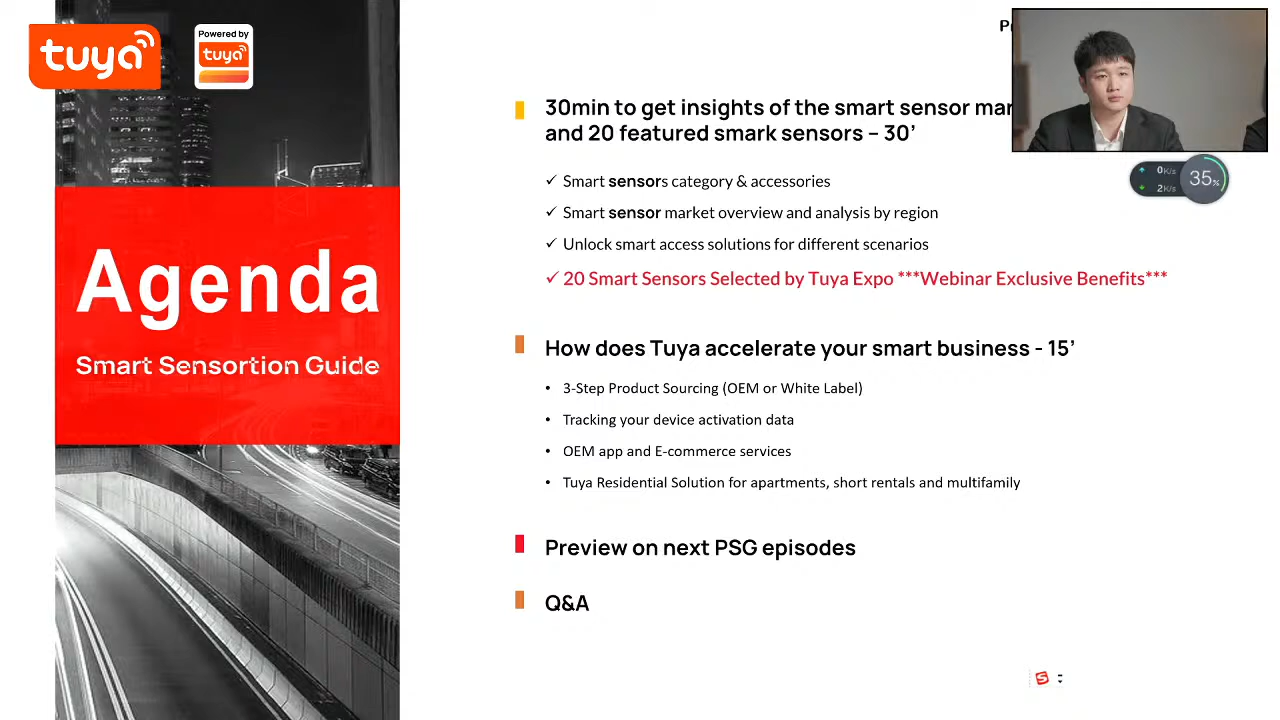 tuya
Powered by
tuya
Agenda
Smart Sensortion Guide
30min to get insights of the smart sensor
and 20 featured smark sensors – 30’
✓ Smart sensors category & accessories
✓ Smart sensor market overview and analysis by region
✓ Unlock smart access solutions for different scenarios
✓ 20 Smart Sensors Selected by Tuya Expo ***Webinar Exclusive Benefits***
How does Tuya accelerate your smart business - 15’
• 3-Step Product Sourcing (OEM or White Label)
• Tracking your device activation data
• OEM app and E-commerce services
• Tuya Residential Solution for apartments, short rentals and multifamily
Preview on next PSG episodes
Q&A
0K/s
2K/s
35%
S